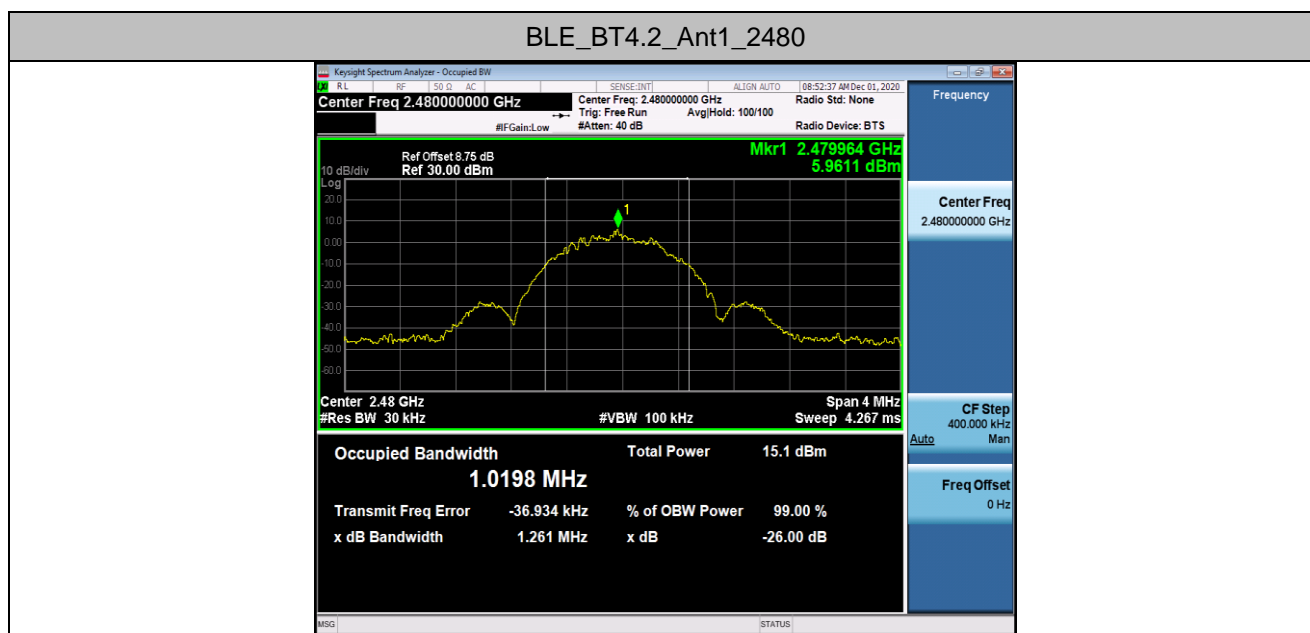 BLE_BT4.2_Ant1_2480
Keysight Spectrum Analyzer - Occupied BW
RL RF 50 Ω AC SENSE:INT ALIGN AUTO 08:52:37 AM Dec 01, 2020
Center Freq 2.480000000 GHz
Center Freq: 2.480000000 GHz Radio Std: None
Trig: Free Run Avg|Hold: 100/100
#IFGain:Low #Atten: 40 dB Radio Device: BTS
Frequency
Mkr1 2.479964 GHz
5.9611 dBm
Ref Offset 8.75 dB
10 dB/div Ref 30.00 dBm
Log
20.0
10.0
0.00
-10.0
-20.0
-30.0
-40.0
-50.0
-60.0
1
Center 2.48 GHz Span 4 MHz
#Res BW 30 kHz #VBW 100 kHz Sweep 4.267 ms
Occupied Bandwidth Total Power 15.1 dBm
1.0198 MHz
Transmit Freq Error -36.934 kHz % of OBW Power 99.00 %
x dB Bandwidth 1.261 MHz x dB -26.00 dB
Center Freq
2.480000000 GHz
CF Step
400.000 kHz
Auto Man
Freq Offset
0 Hz
MSG STATUS